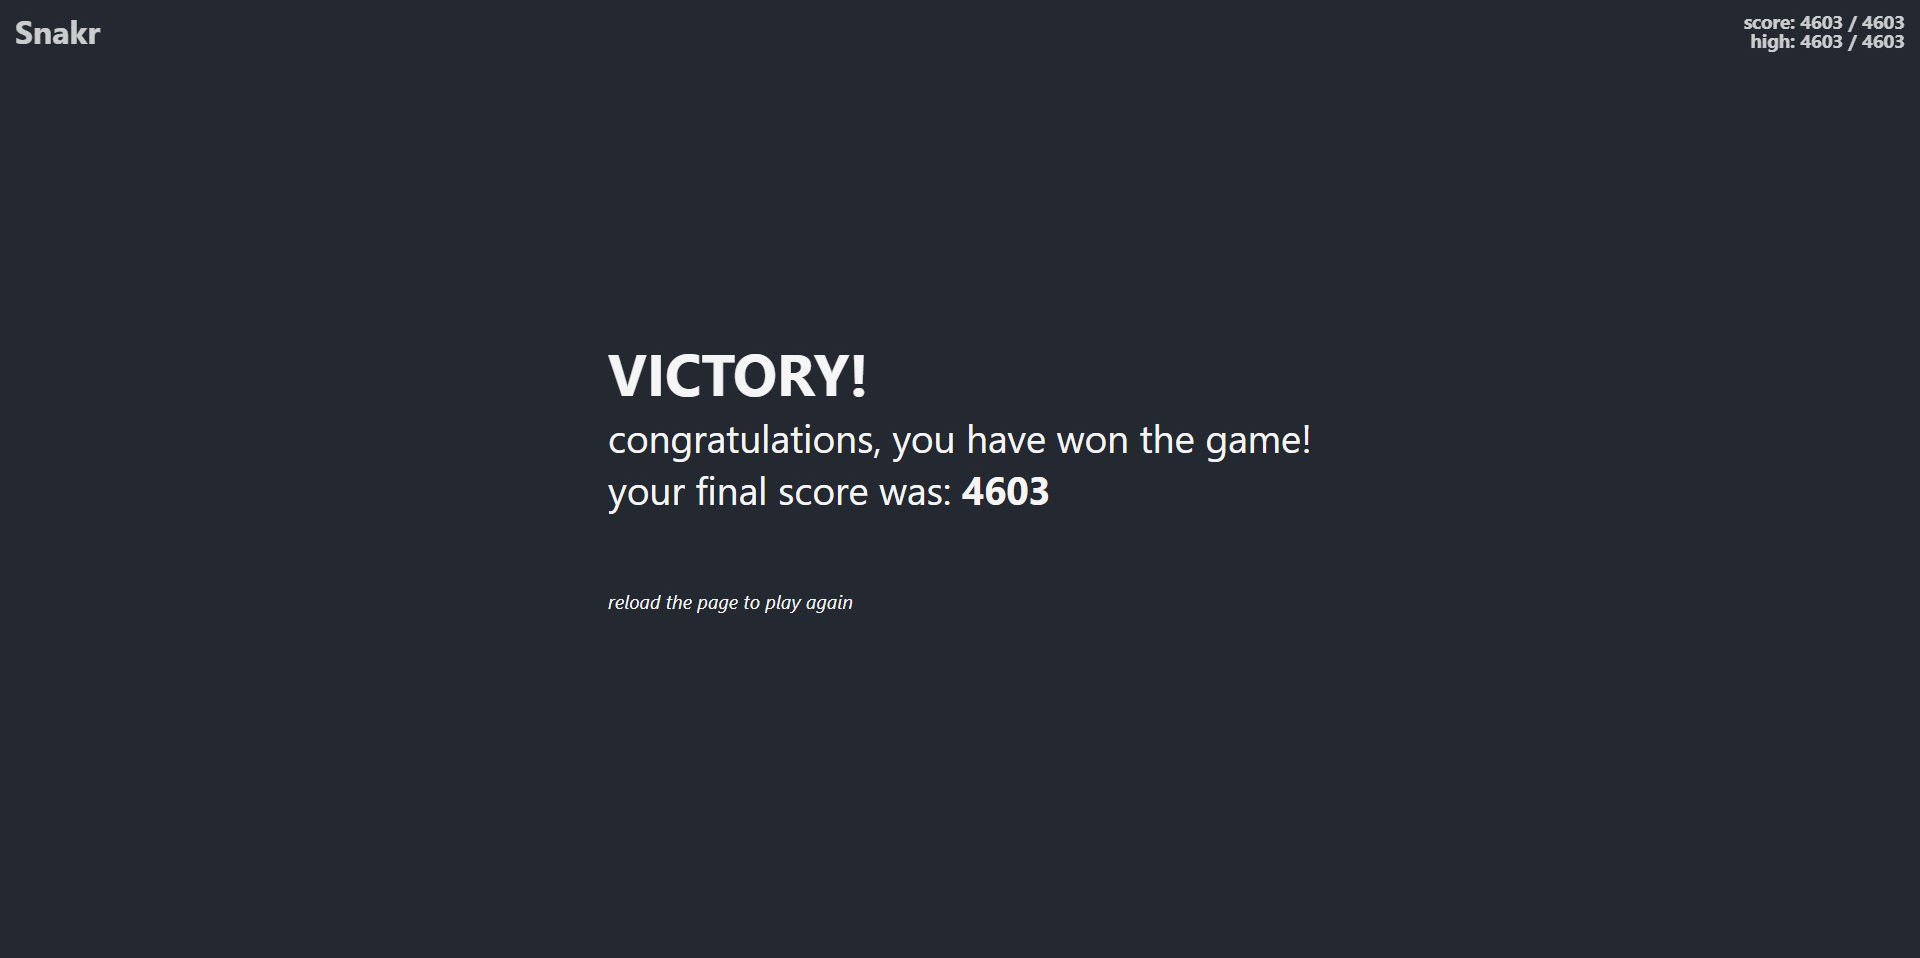 Snakr
score: 4603 / 4603
high: 4603 / 4603
VICTORY!
congratulations, you have won the game!
your final score was: 4603
reload the page to play again